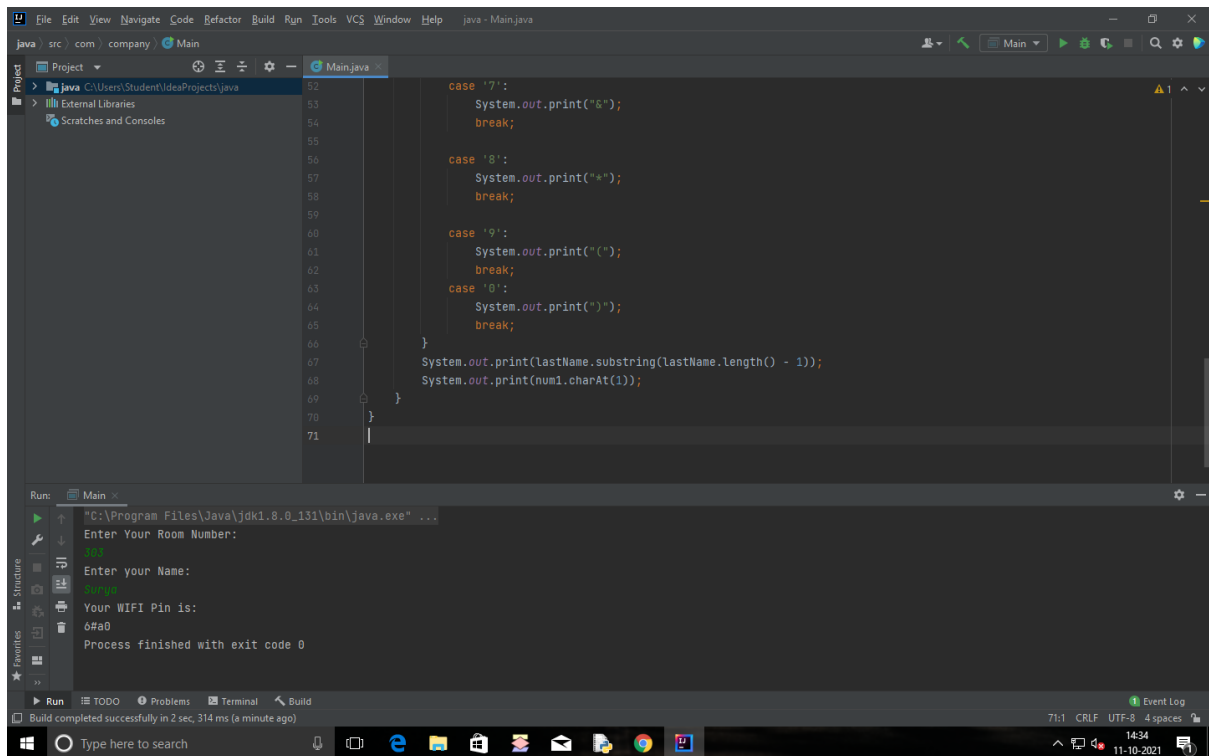 File Edit View Navigate Code Refactor Build Run Tools VCS Window Help java - Main.java
java src com company Main
Main
Project
Main.java
Project
java C:\Users\Student\IdeaProjects\java
External Libraries
Scratches and Consoles
1
52 case '7':
53 System.out.print("&");
54 break;
55
56 case '8':
57 System.out.print("*");
58 break;
59
60 case '9':
61 System.out.print("(");
62 break;
63 case '0':
64 System.out.print(")");
65 break;
66 }
67 System.out.print(lastName.substring(lastName.length() - 1));
68 System.out.print(num1.charAt(1));
69 }
70 }
71
Run: Main
"C:\Program Files\Java\jdk1.8.0_131\bin\java.exe" ...
Enter Your Room Number:
303
Enter your Name:
Surya
Your WIFI Pin is:
6#a0
Process finished with exit code 0
Structure
Favorites
Run TODO Problems Terminal Build
1 Event Log
Build completed successfully in 2 sec, 314 ms (a minute ago)
71:1 CRLF UTF-8 4 spaces
Type here to search
14:34
11-10-2021